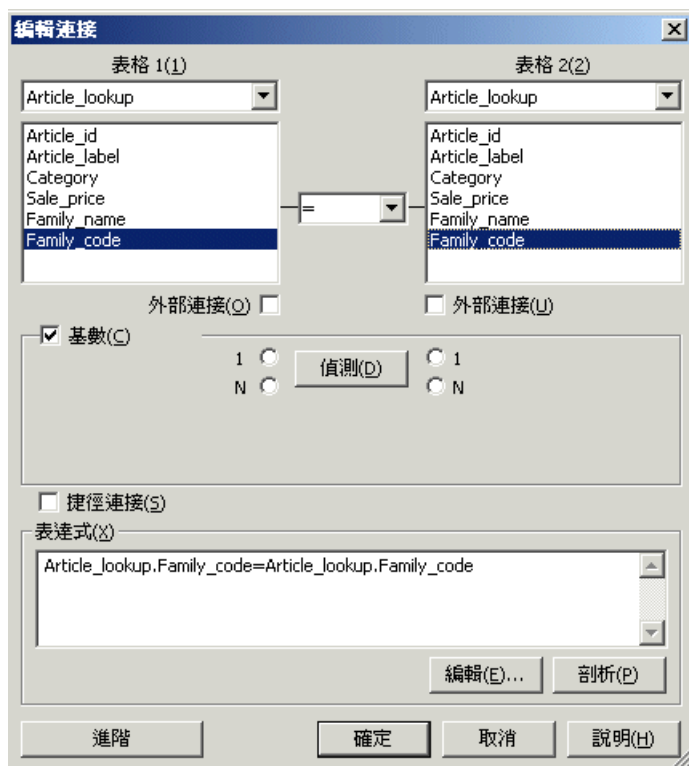 編輯連接
表格 1(1)
表格 2(2)
Article_lookup
Article_lookup
Article_id
Article_label
Category
Sale_price
Family_name
Family_code
=
Article_id
Article_label
Category
Sale_price
Family_name
Family_code
外部連接(O)
外部連接(U)
基數(C)
1
N
偵測(D)
1
N
捷徑連接(S)
表達式(X)
Article_lookup.Family_code=Article_lookup.Family_code
編輯(E)...
剖析(P)
進階
確定
取消
說明(H)